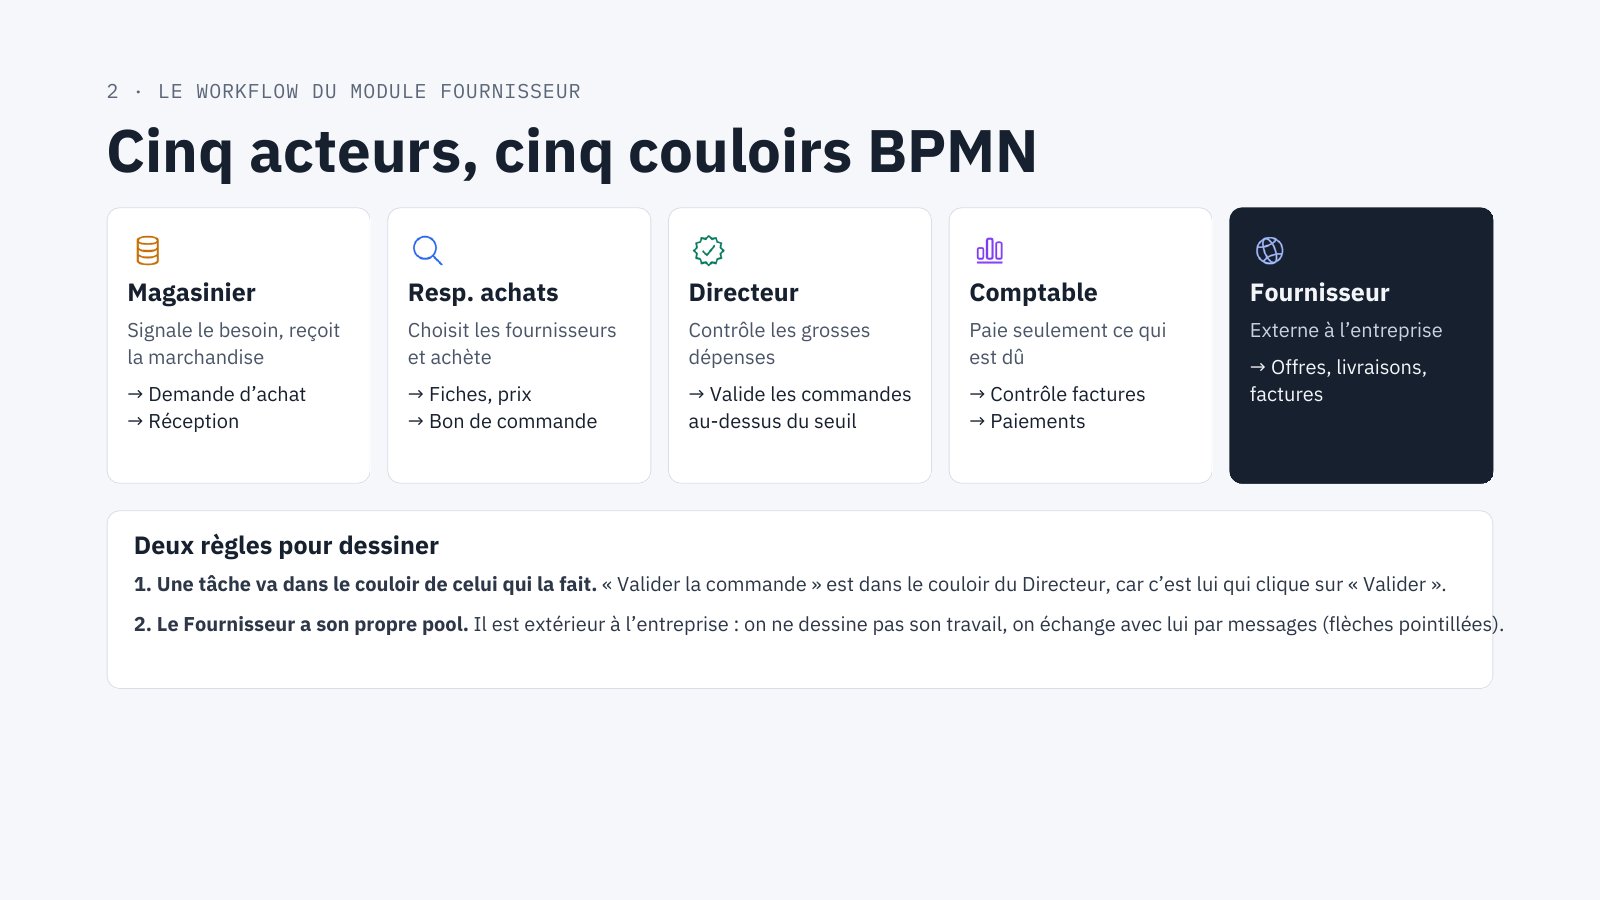 2 · LE WORKFLOW DU MODULE FOURNISSEUR
Cinq acteurs, cinq couloirs BPMN
Magasinier
Signale le besoin, reçoit
la marchandise
→ Demande d’achat
→ Réception
Resp. achats
Choisit les fournisseurs
et achète
→ Fiches, prix
→ Bon de commande
Directeur
Contrôle les grosses
dépenses
→ Valide les commandes
au-dessus du seuil
Comptable
Paie seulement ce qui
est dû
→ Contrôle factures
→ Paiements
Fournisseur
Externe à l’entreprise
→ Offres, livraisons,
factures
Deux règles pour dessiner
1. Une tâche va dans le couloir de celui qui la fait. « Valider la commande » est dans le couloir du Directeur, car c’est lui qui clique sur « Valider ».
2. Le Fournisseur a son propre pool. Il est extérieur à l’entreprise : on ne dessine pas son travail, on échange avec lui par messages (flèches pointillées).